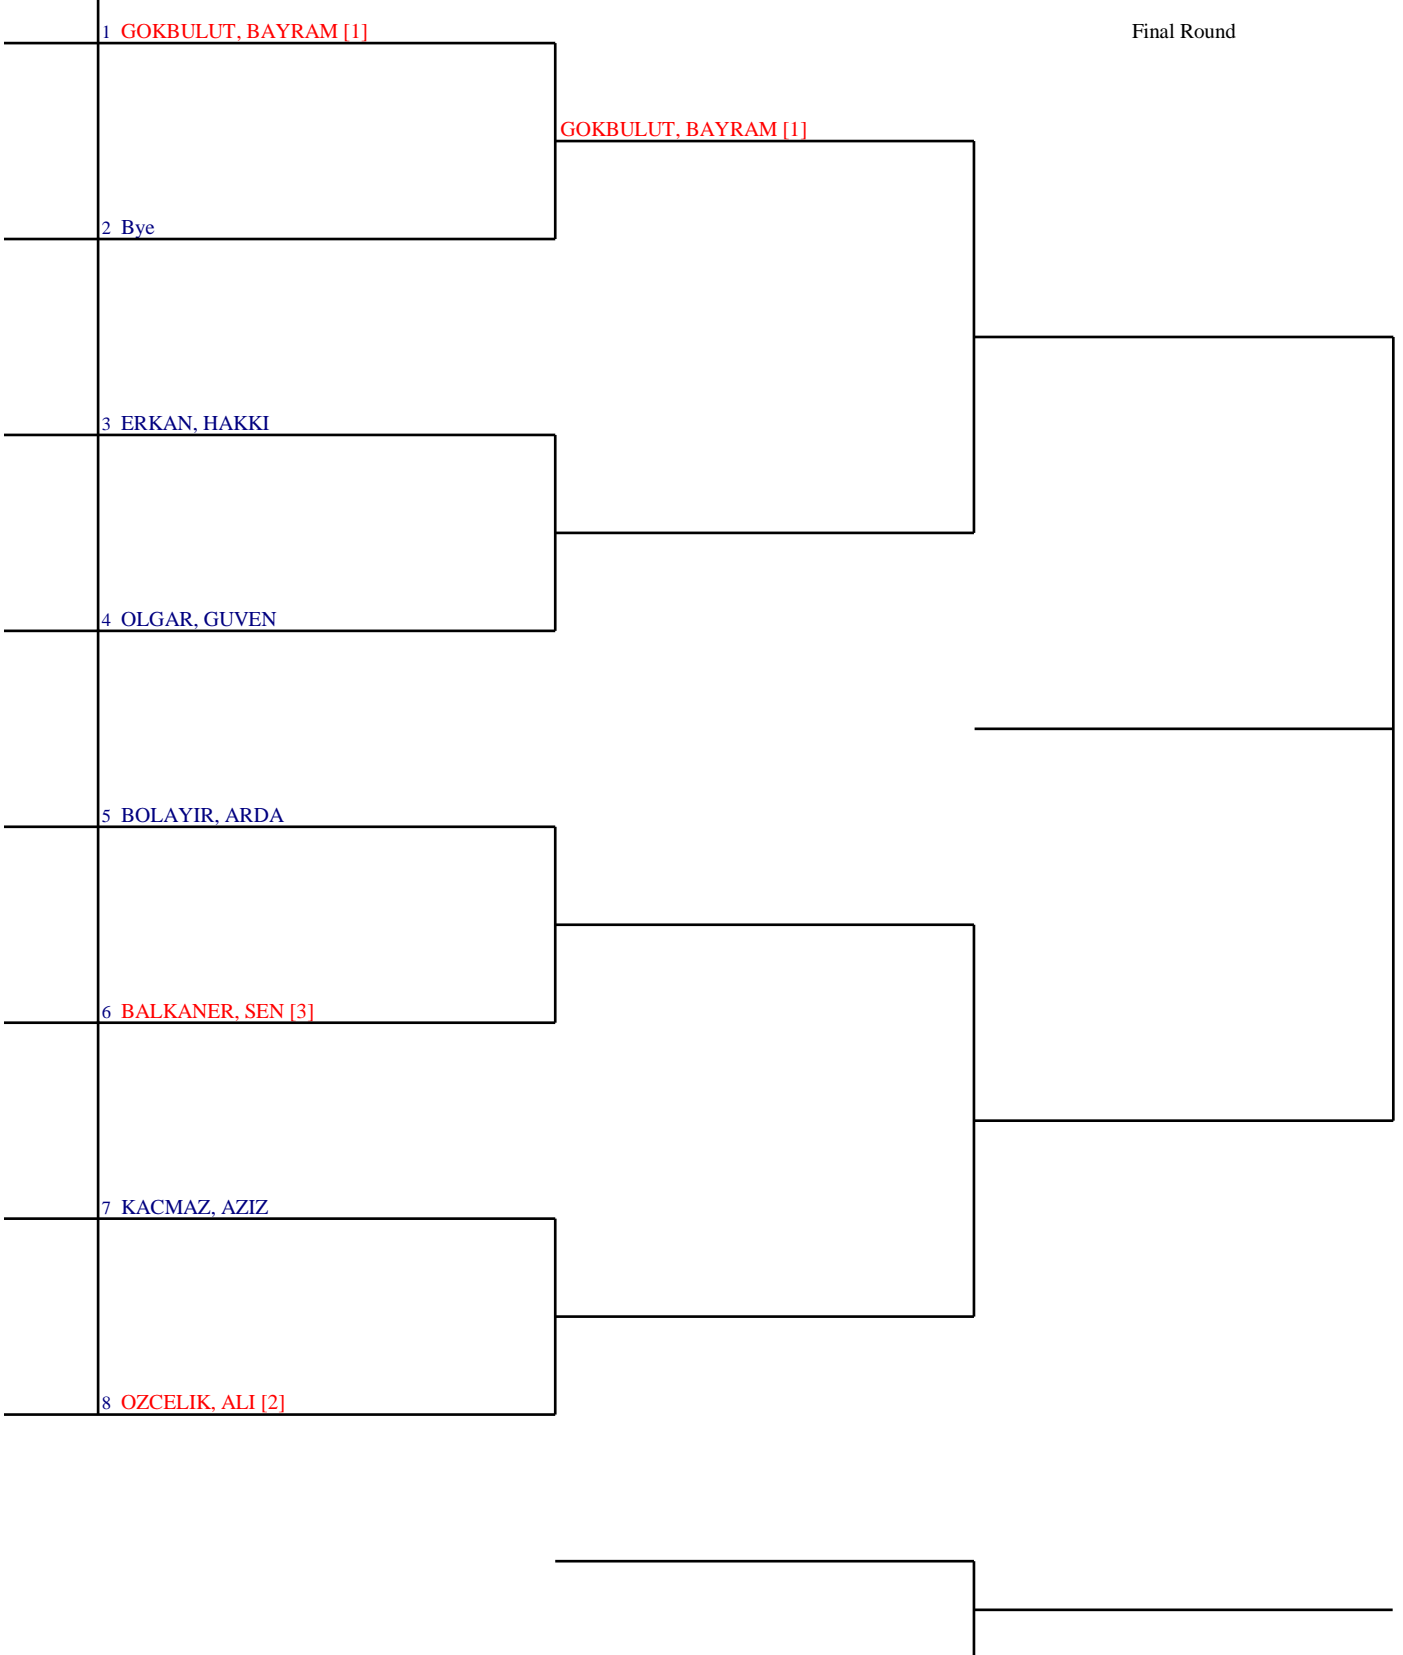 1 GOKBULUT, BAYRAM [1]
Final Round
GOKBULUT, BAYRAM [1]
2 Bye
3 ERKAN, HAKKI
4 OLGAR, GUVEN
5 BOLAYIR, ARDA
6 BALKANER, SEN [3]
7 KACMAZ, AZIZ
8 OZCELIK, ALI [2]